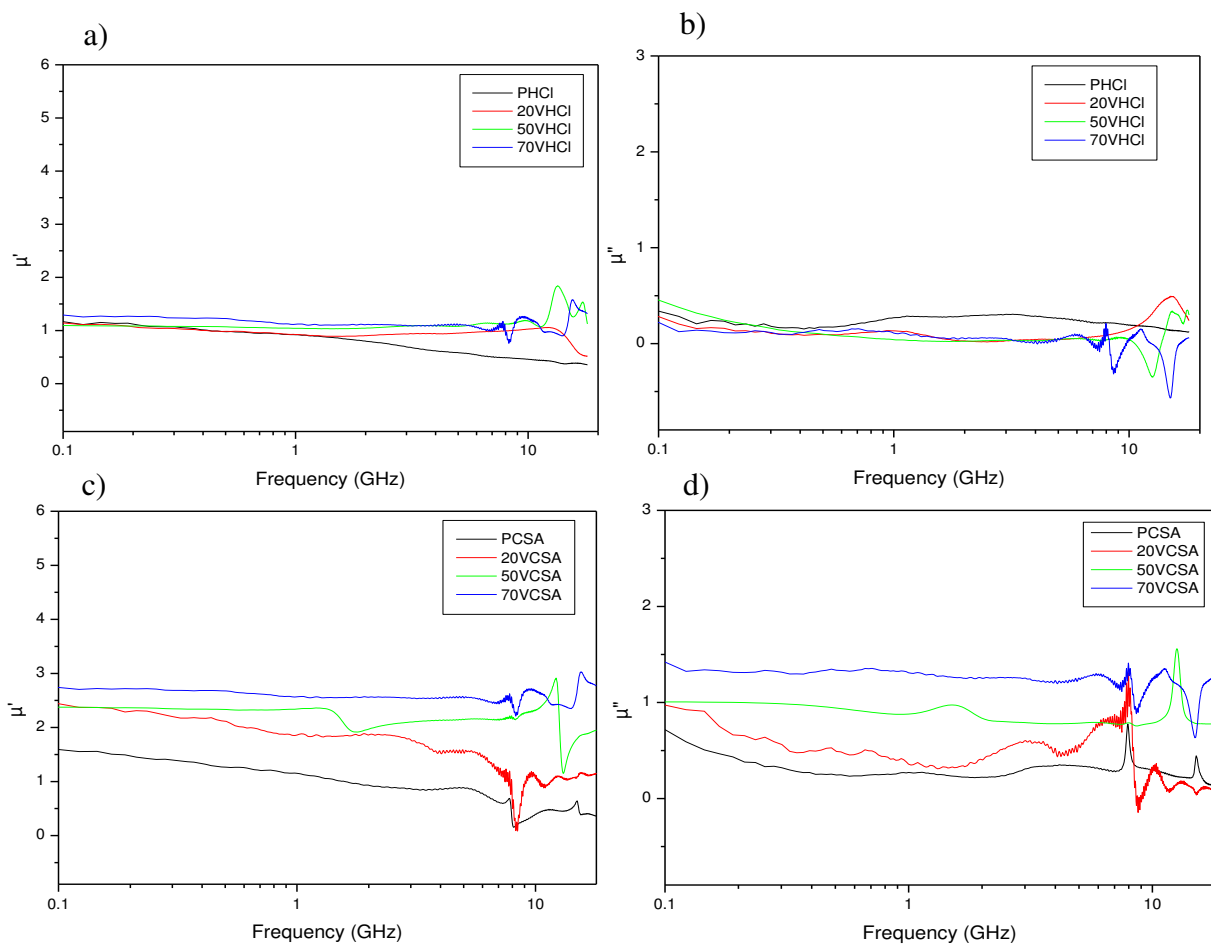 a)
6
5
4
3
2
1
0
μ'
PHCl
20VHCl
50VHCl
70VHCl
0.1
1
10
Frequency (GHz)
b)
3
2
1
0
μ"
PHCl
20VHCl
50VHCl
70VHCl
0.1
1
10
Frequency (GHz)
c)
6
5
4
3
2
1
0
μ'
PCSA
20VCSA
50VCSA
70VCSA
0.1
1
10
Frequency (GHz)
d)
3
2
1
0
μ"
PCSA
20VCSA
50VCSA
70VCSA
0.1
1
10
Frequency (GHz)